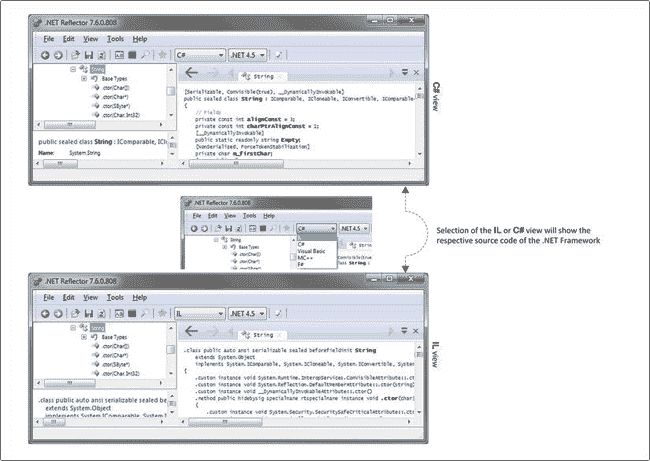 .NET Reflector 7.6.0.808
File Edit View Tools Help
C# .NET 4.5
String
Base Types
.ctor(Char[])
.ctor(Char*)
.ctor(SByte*)
.ctor(Char, Int32)
public sealed class String : IComparable, ICl
Name: System.String
String
[Serializable, ComVisible(true), __DynamicallyInvokable]
public sealed class String : IComparable, ICloneable, IConvertible, IComparable
{
// Fields
private const int alignConst = 3;
private const int charPtrAlignConst = 1;
[__DynamicallyInvokable]
public static readonly string Empty;
[NonSerialized, ForceTokenStabilization]
private char m_firstChar;
C# view
.NET Reflector 7.6.0.808
File Edit View Tools Help
C# .NET 4.5
String
Base Types
.ctor(Char[])
.ctor(Char*)
.ctor(SByte*)
IL
C#
Visual Basic
MC++
F#
String
Selection of the IL or C# view will show the
respective source code of the .NET Framework
.NET Reflector 7.6.0.808
File Edit View Tools Help
IL .NET 4.5
String
Base Types
.ctor(Char[])
.ctor(Char*)
.ctor(SByte*)
.ctor(Char, Int32)
.class public auto ansi serializable sealed be
extends System.Object
implements System.IComparable, System.I
String
.class public auto ansi serializable sealed beforefieldinit String
extends System.Object
implements System.IComparable, System.ICloneable, System.IConvertible, System
{
.custom instance void System.Runtime.InteropServices.ComVisibleAttribute::.ct
.custom instance void System.Reflection.DefaultMemberAttribute::.ctor(string)
.custom instance void __DynamicallyInvokableAttribute::.ctor()
.method public hidebysig specialname rtspecialname instance void .ctor(char
{
.custom instance void System.Security.SecuritySafeCriticalAttribute::.ct
IL view